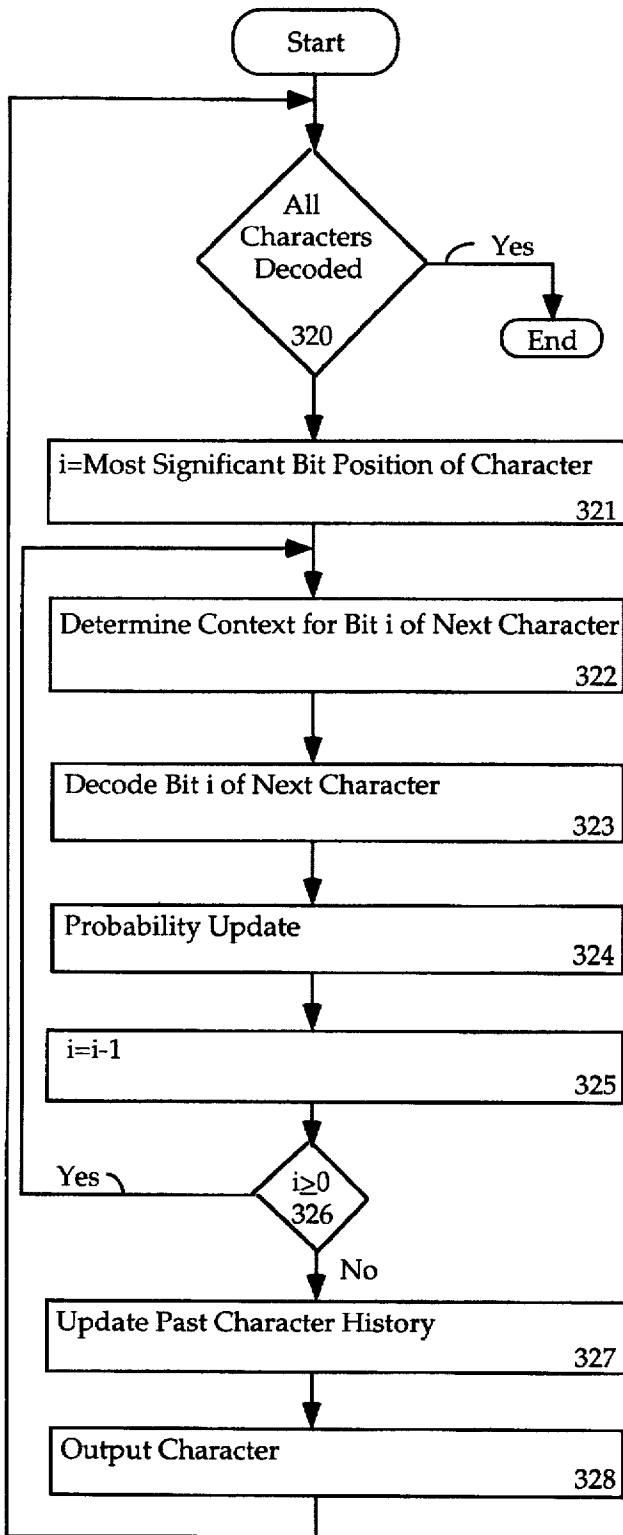 Start
All
Characters
Decoded
Yes
320
End
i=Most Significant Bit Position of Character
321
Determine Context for Bit i of Next Character
322
Decode Bit i of Next Character
323
Probability Update
324
i=i-1
325
Yes
i≥0
326
No
Update Past Character History
327
Output Character
328